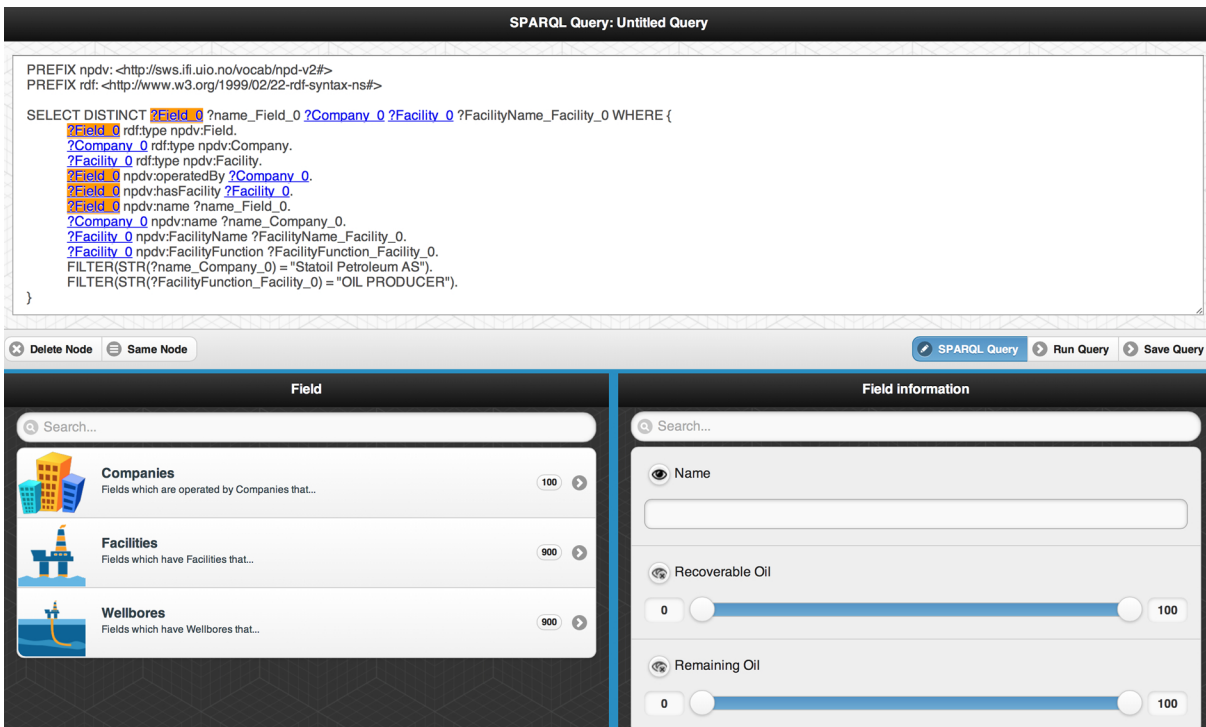 SPARQL Query: Untitled Query
PREFIX npdv: <http://sws.ifi.uio.no/vocab/npd-v2#>
PREFIX rdf: <http://www.w3.org/1999/02/22-rdf-syntax-ns#>
SELECT DISTINCT ?Field_0 ?name_Field_0 ?Company_0 ?Facility_0 ?FacilityName_Facility_0 WHERE {
?Field_0 rdf:type npdv:Field.
?Company_0 rdf:type npdv:Company.
?Facility_0 rdf:type npdv:Facility.
?Field_0 npdv:operatedBy ?Company_0.
?Field_0 npdv:hasFacility ?Facility_0.
?Field_0 npdv:name ?name_Field_0.
?Company_0 npdv:name ?name_Company_0.
?Facility_0 npdv:FacilityName ?FacilityName_Facility_0.
?Facility_0 npdv:FacilityFunction ?FacilityFunction_Facility_0.
FILTER(STR(?name_Company_0) = "Statoil Petroleum AS").
FILTER(STR(?FacilityFunction_Facility_0) = "OIL PRODUCER").
}
Delete Node Same Node SPARQL Query Run Query Save Query
Field
Search...
Companies
Fields which are operated by Companies that...
100
Facilities
Fields which have Facilities that...
900
Wellbores
Fields which have Wellbores that...
900
Field information
Search...
Name
Recoverable Oil
0 100
Remaining Oil
0 100